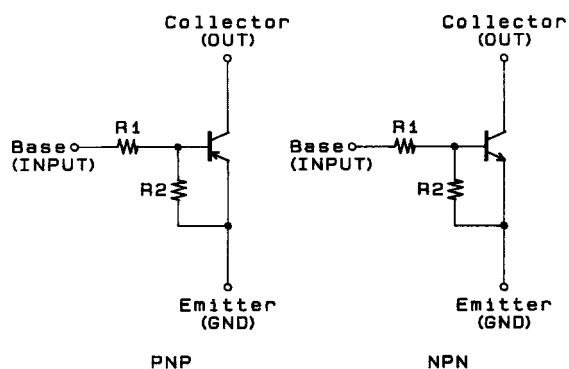 Collector
(OUT)
R1
Base
(INPUT)
R2
Emitter
(GND)
PNP
Collector
(OUT)
R1
Base
(INPUT)
R2
Emitter
(GND)
NPN